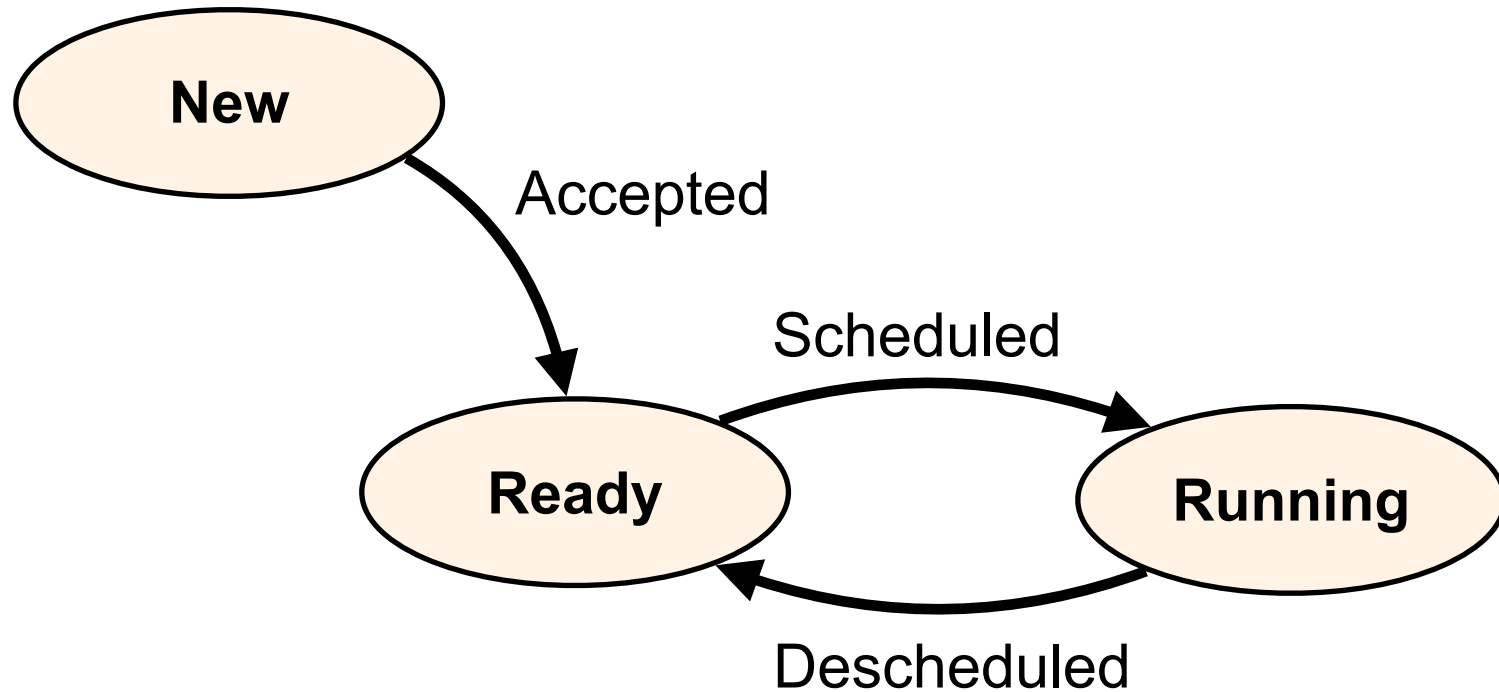 New
Accepted
Scheduled
Ready
Running
Descheduled